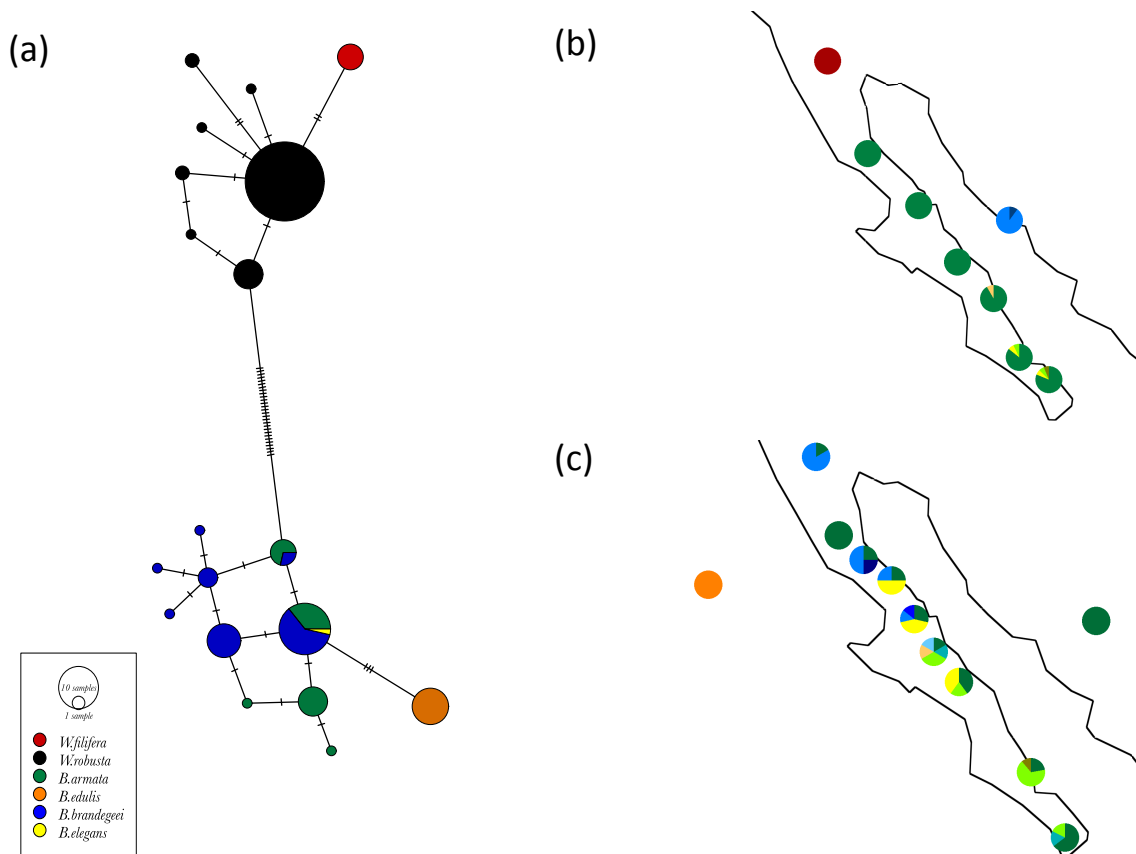 (a)
(b)
(c)
10 samples
1 sample
W.filifera
W.robusta
B.armata
B.edulis
B.brandegeei
B.elegans